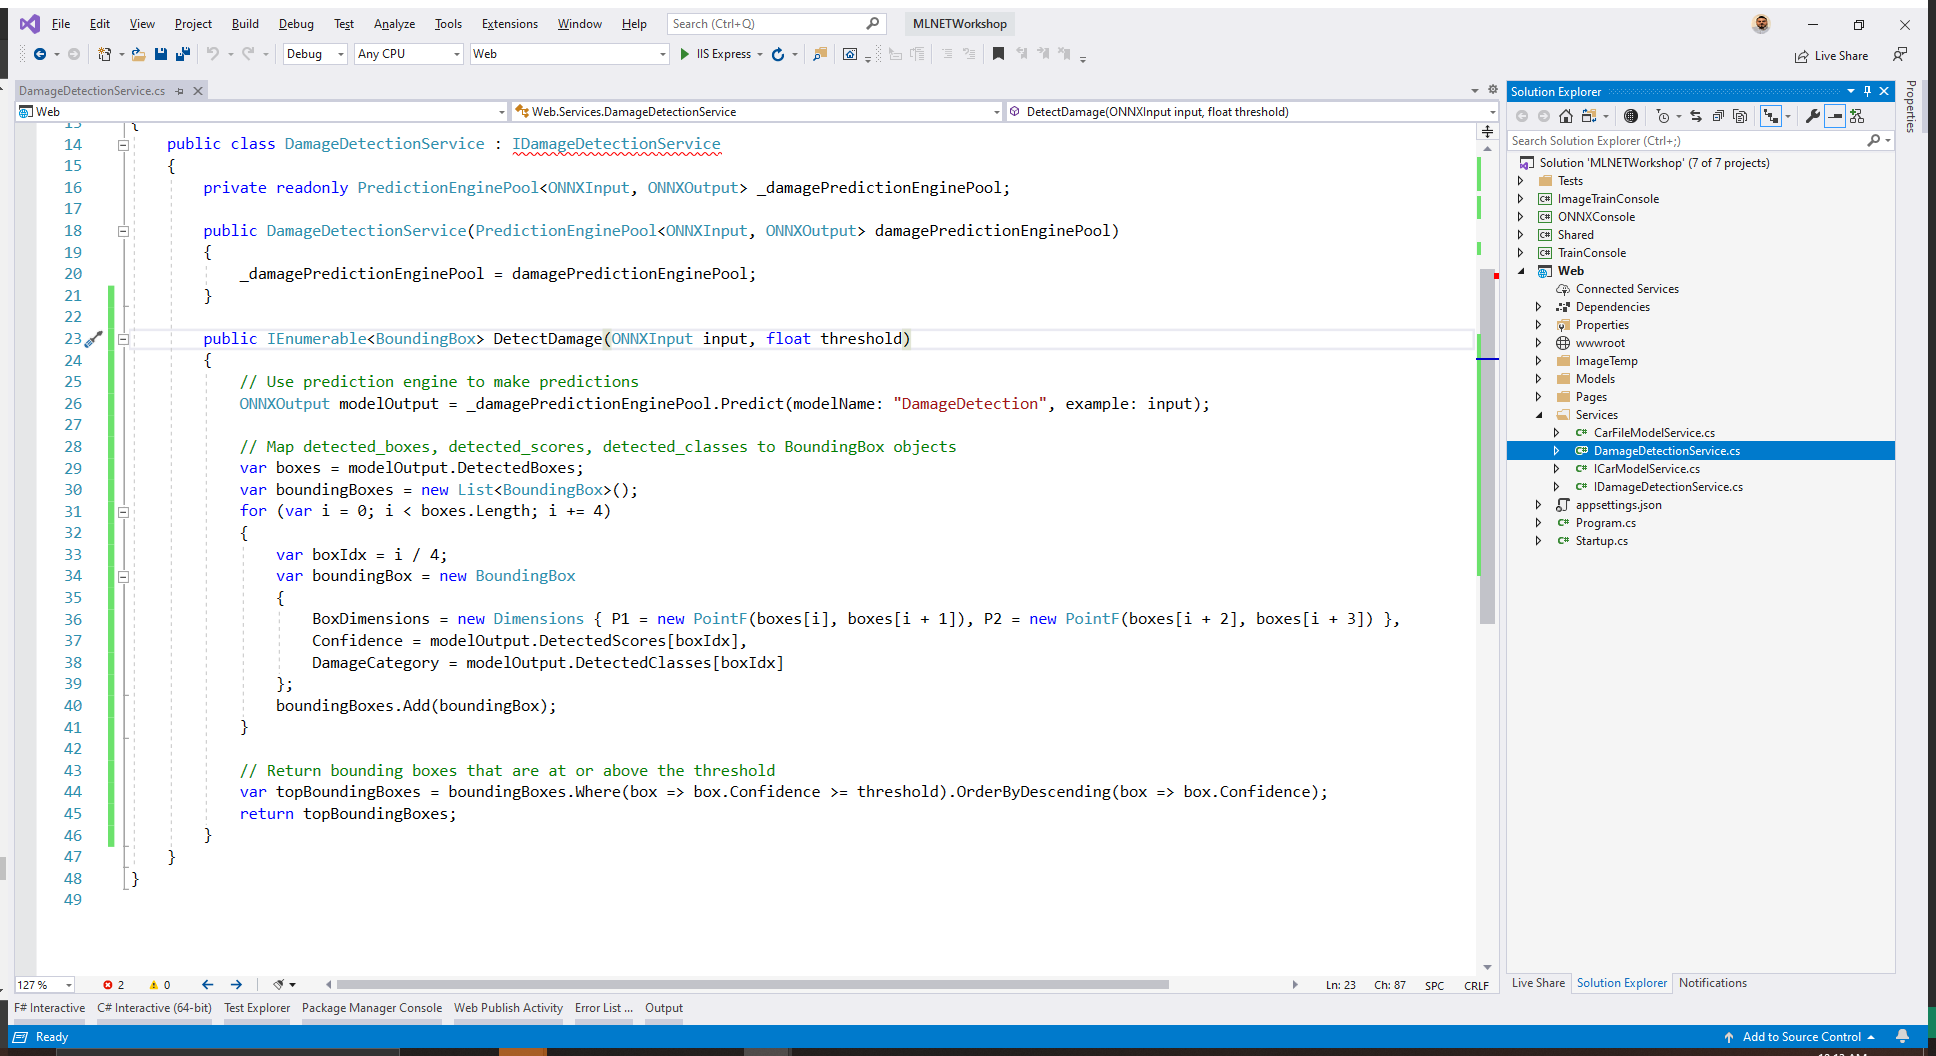 File Edit View Project Build Debug Test Analyze Tools Extensions Window Help Search (Ctrl+Q) MLNETWorkshop
Debug Any CPU Web IIS Express Live Share
DamageDetectionService.cs
Web Web.Services.DamageDetectionService DetectDamage(ONNXInput input, float threshold)
13 {
14 public class DamageDetectionService : IDamageDetectionService
15 {
16 private readonly PredictionEnginePool<ONNXInput, ONNXOutput> _damagePredictionEnginePool;
17
18 public DamageDetectionService(PredictionEnginePool<ONNXInput, ONNXOutput> damagePredictionEnginePool)
19 {
20 _damagePredictionEnginePool = damagePredictionEnginePool;
21 }
22
23 public IEnumerable<BoundingBox> DetectDamage(ONNXInput input, float threshold)
24 {
25 // Use prediction engine to make predictions
26 ONNXOutput modelOutput = _damagePredictionEnginePool.Predict(modelName: "DamageDetection", example: input);
27
28 // Map detected_boxes, detected_scores, detected_classes to BoundingBox objects
29 var boxes = modelOutput.DetectedBoxes;
30 var boundingBoxes = new List<BoundingBox>();
31 for (var i = 0; i < boxes.Length; i += 4)
32 {
33 var boxIdx = i / 4;
34 var boundingBox = new BoundingBox
35 {
36 BoxDimensions = new Dimensions { P1 = new PointF(boxes[i], boxes[i + 1]), P2 = new PointF(boxes[i + 2], boxes[i + 3]) },
37 Confidence = modelOutput.DetectedScores[boxIdx],
38 DamageCategory = modelOutput.DetectedClasses[boxIdx]
39 };
40 boundingBoxes.Add(boundingBox);
41 }
42
43 // Return bounding boxes that are at or above the threshold
44 var topBoundingBoxes = boundingBoxes.Where(box => box.Confidence >= threshold).OrderByDescending(box => box.Confidence);
45 return topBoundingBoxes;
46 }
47 }
48 }
49
127 % 2 0 Ln: 23 Ch: 87 SPC CRLF
Solution Explorer
Search Solution Explorer (Ctrl+;)
Solution 'MLNETWorkshop' (7 of 7 projects)
Tests
C# ImageTrainConsole
C# ONNXConsole
C# Shared
C# TrainConsole
Web
Connected Services
Dependencies
Properties
wwwroot
ImageTemp
Models
Pages
Services
C# CarFileModelService.cs
C# DamageDetectionService.cs
C# ICarModelService.cs
C# IDamageDetectionService.cs
appsettings.json
C# Program.cs
C# Startup.cs
Live Share Solution Explorer Notifications
Properties
F# Interactive C# Interactive (64-bit) Test Explorer Package Manager Console Web Publish Activity Error List ... Output
Ready Add to Source Control